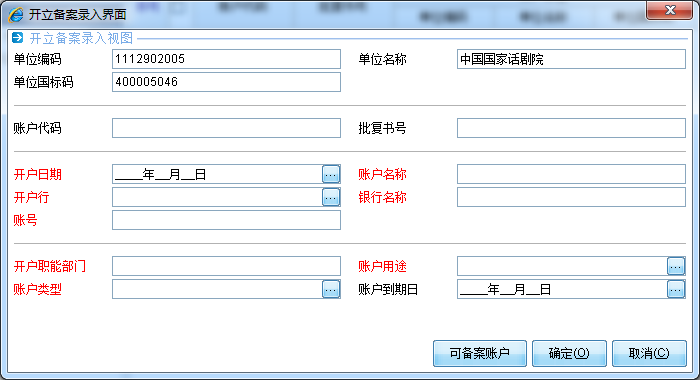 开立备案录入界面
开立备案录入视图
单位编码 1112902005 单位名称 中国国家话剧院
单位国标码 400005046
账户代码 批复书号
开户日期 ____年__月__日 ... 账户名称
开户行 ... 银行名称
账号
开户职能部门 账户用途 ...
账户类型 ... 账户到期日 ____年__月__日 ...
可备案账户 确定(O) 取消(C)